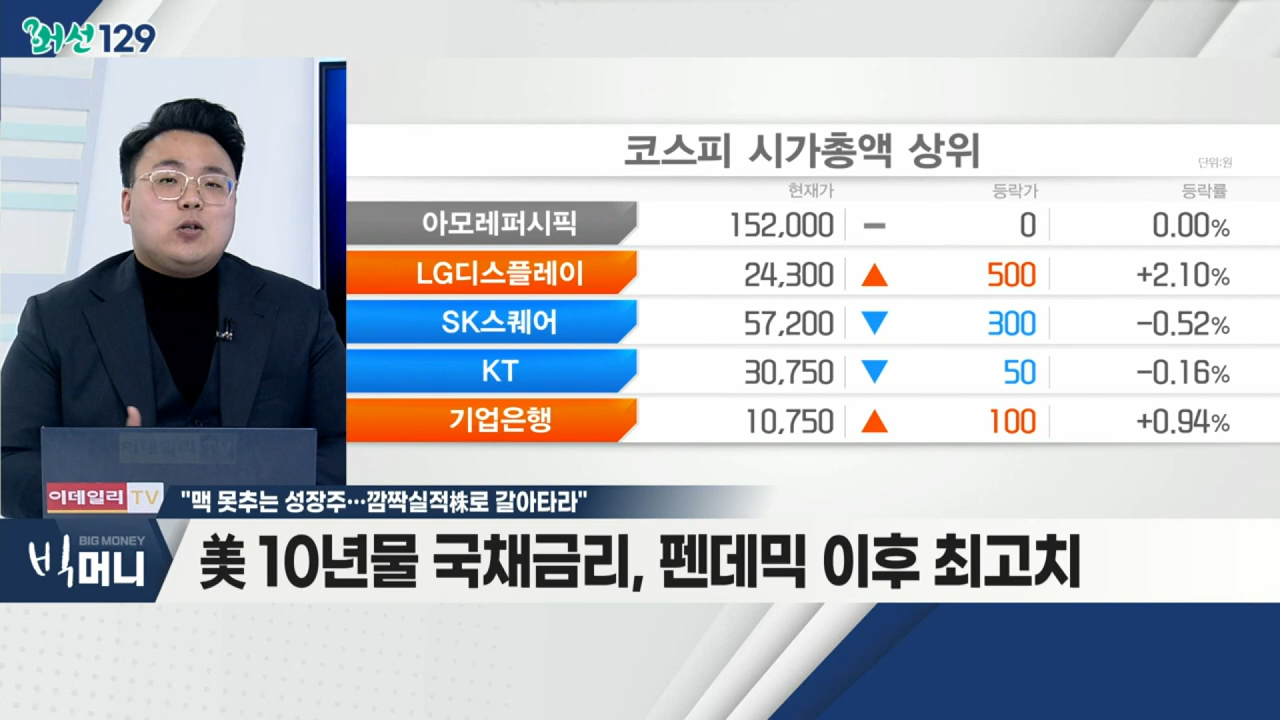 머선129
코스피 시가총액 상위
단위:원
현재가 등락가 등락률
아모레퍼시픽 152,000 - 0 0.00%
LG디스플레이 24,300 ▲ 500 +2.10%
SK스퀘어 57,200 ▼ 300 -0.52%
KT 30,750 ▼ 50 -0.16%
기업은행 10,750 ▲ 100 +0.94%
이데일리 TV
이데일리TV "맥 못추는 성장주…깜짝실적株로 갈아타라"
BIG MONEY
빅머니
美 10년물 국채금리, 펜데믹 이후 최고치